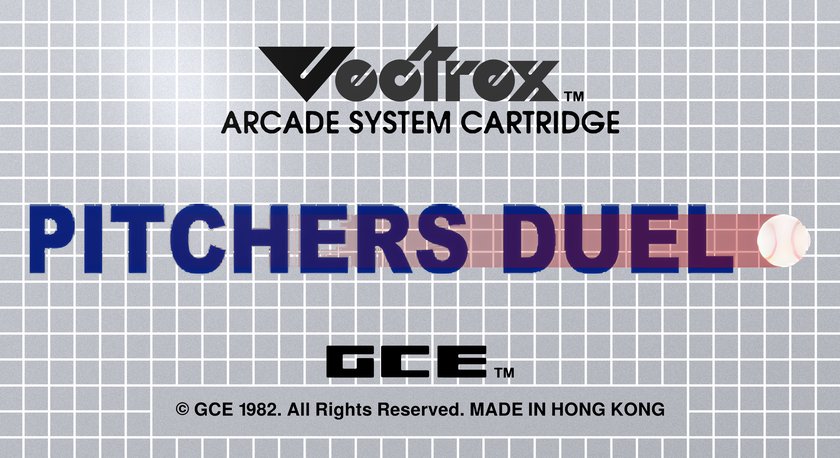 Vectrex™
ARCADE SYSTEM CARTRIDGE
PITCHERS DUEL
GCE™
© GCE 1982. All Rights Reserved. MADE IN HONG KONG